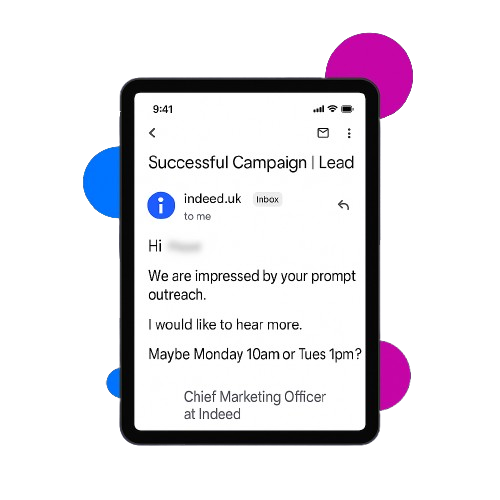 9:41
Successful Campaign | Lead
indeed.uk Inbox
to me
Hi
We are impressed by your prompt
outreach.
I would like to hear more.
Maybe Monday 10am or Tues 1pm?
Chief Marketing Officer
at Indeed